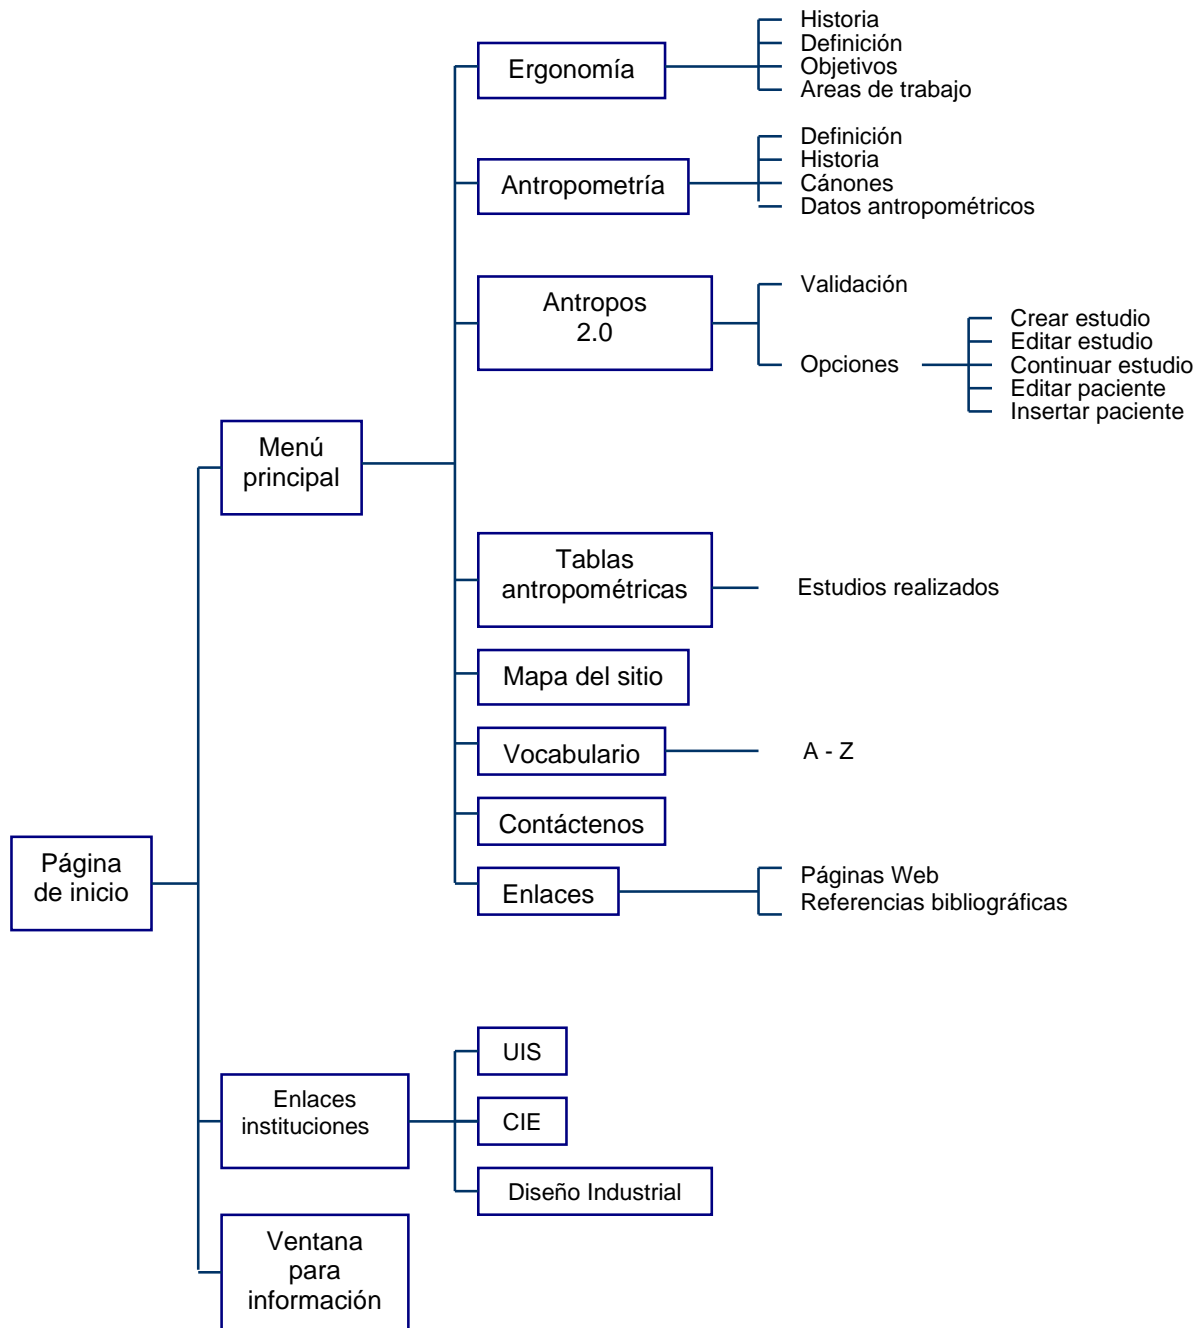 Historia
Definición
Objetivos
Areas de trabajo
Ergonomía
Definición
Historia
Cánones
Datos antropométricos
Antropometría
Antropos
2.0
Validación
Opciones
Crear estudio
Editar estudio
Continuar estudio
Editar paciente
Insertar paciente
Menú
principal
Tablas
antropométricas
Estudios realizados
Mapa del sitio
Vocabulario
A - Z
Contáctenos
Página
de inicio
Enlaces
Páginas Web
Referencias bibliográficas
UIS
Enlaces
instituciones
CIE
Diseño Industrial
Ventana
para
información